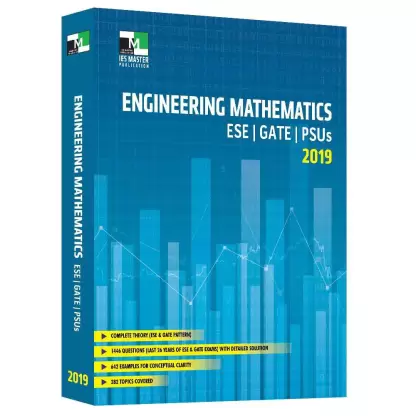 IES MASTER
PUBLICATION
ENGINEERING MATHEMATICS
ESE | GATE | PSUs
2019
COMPLETE THEORY (ESE & GATE PATTERN)
1446 QUESTIONS (LAST 26 YEARS OF ESE & GATE EXAMS) WITH DETAILED SOLUTION
642 EXAMPLES FOR CONCEPTUAL CLARITY
282 TOPICS COVERED
ENGINEERING MATHEMATICS
ESE | GATE | PSUs
2019